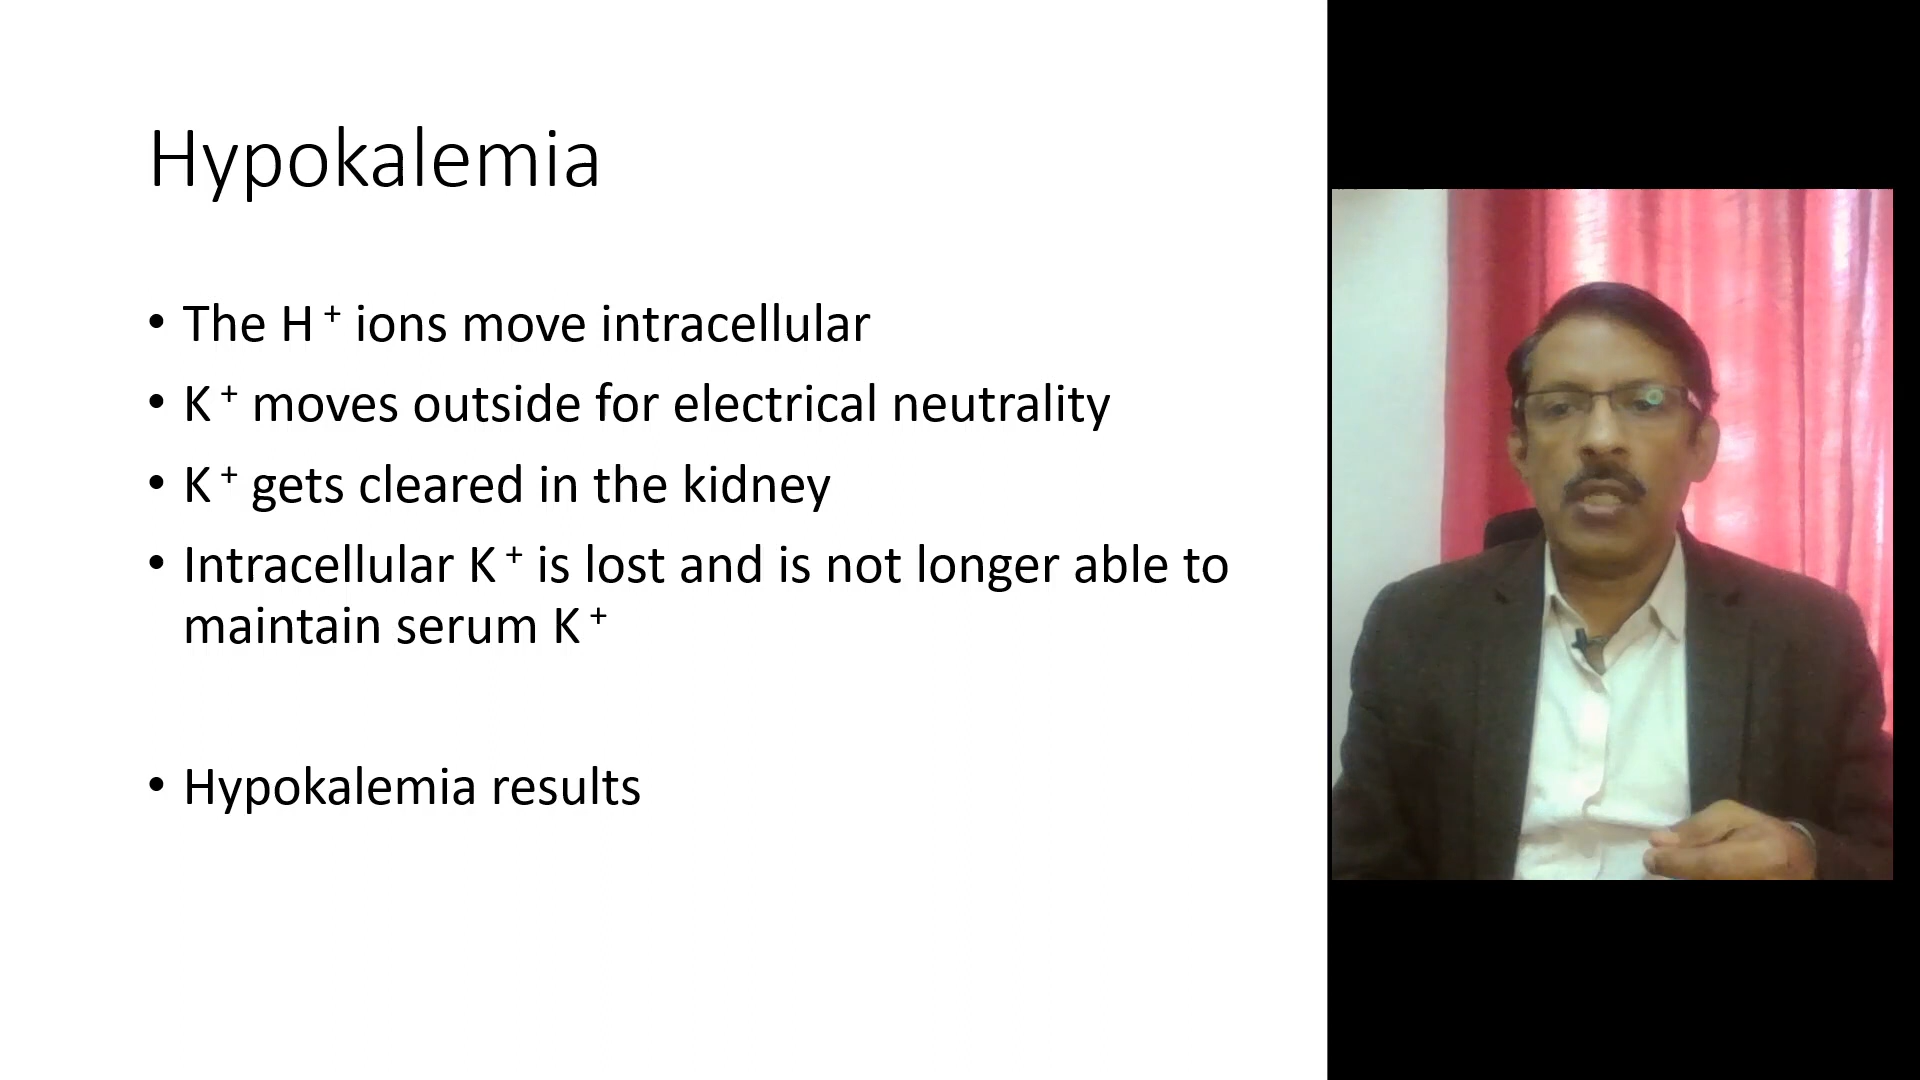 Hypokalemia
• The H⁺ ions move intracellular
• K⁺ moves outside for electrical neutrality
• K⁺ gets cleared in the kidney
• Intracellular K⁺ is lost and is not longer able to
maintain serum K⁺
• Hypokalemia results